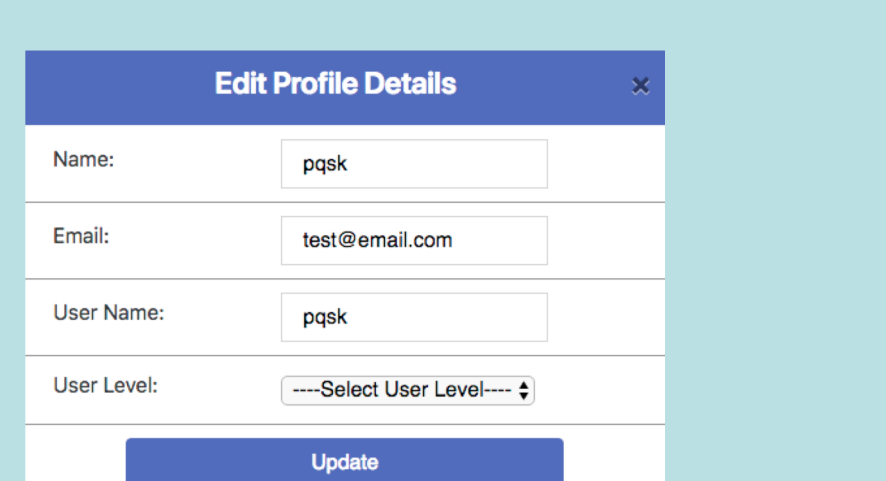 Edit Profile Details ×
Name: pqsk
Email: test@email.com
User Name: pqsk
User Level: ----Select User Level----
Update